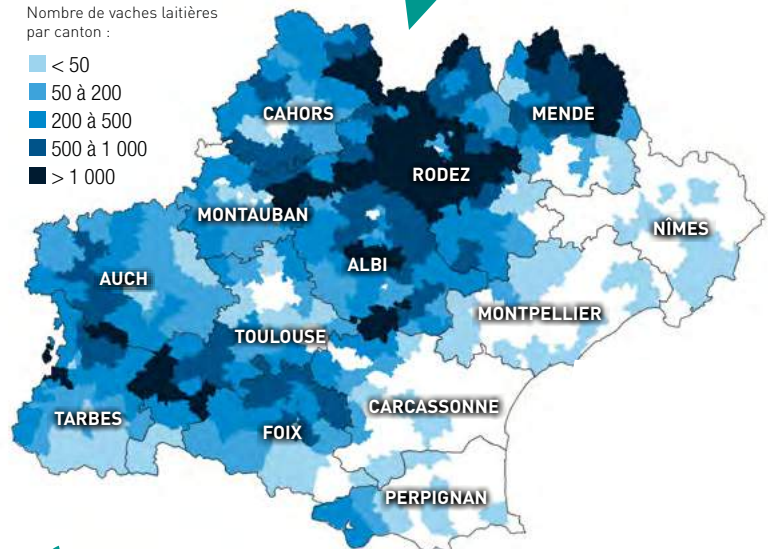 Nombre de vaches laitières
par canton :
< 50
50 à 200
200 à 500
500 à 1 000
> 1 000
CAHORS
MENDE
RODEZ
MONTAUBAN
NÎMES
ALBI
AUCH
MONTPELLIER
TOULOUSE
CARCASSONNE
TARBES
FOIX
PERPIGNAN